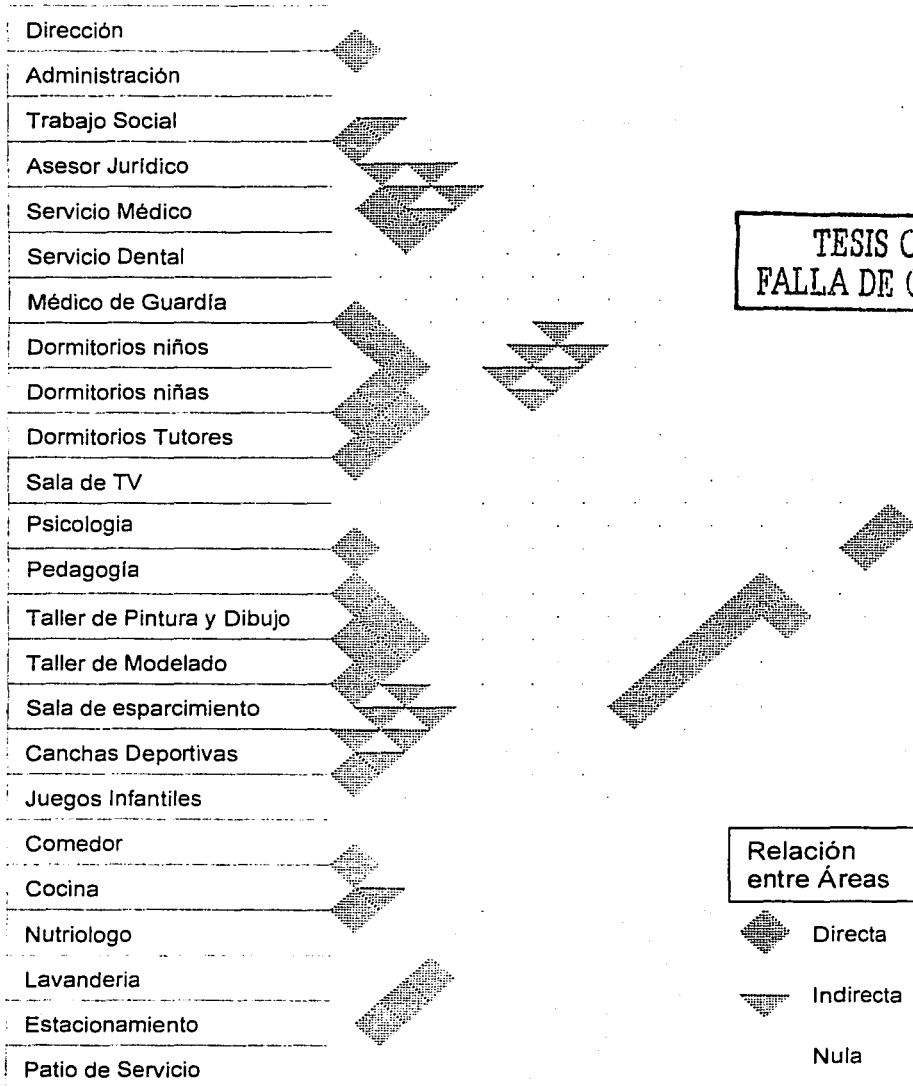 Dirección
Administración
Trabajo Social
Asesor Jurídico
Servicio Médico
Servicio Dental
Médico de Guardía
Dormitorios niños
Dormitorios niñas
Dormitorios Tutores
Sala de TV
Psicologia
Pedagogía
Taller de Pintura y Dibujo
Taller de Modelado
Sala de esparcimiento
Canchas Deportivas
Juegos Infantiles
Comedor
Cocina
Nutriologo
Lavanderia
Estacionamiento
Patio de Servicio
TESIS
FALLA DE
Relación
entre Áreas
Directa
Indirecta
Nula